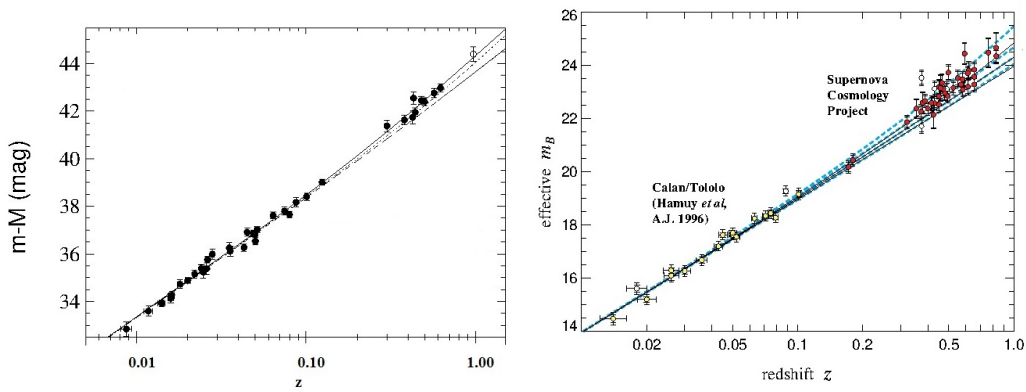 m-M (mag)
44
42
40
38
36
34
0.01
0.10
1.00
z
effective m_B
26
24
22
20
18
16
14
Supernova
Cosmology
Project
Calan/Tololo
(Hamuy et al,
A.J. 1996)
0.02
0.05
0.1
0.2
0.5
1.0
redshift z